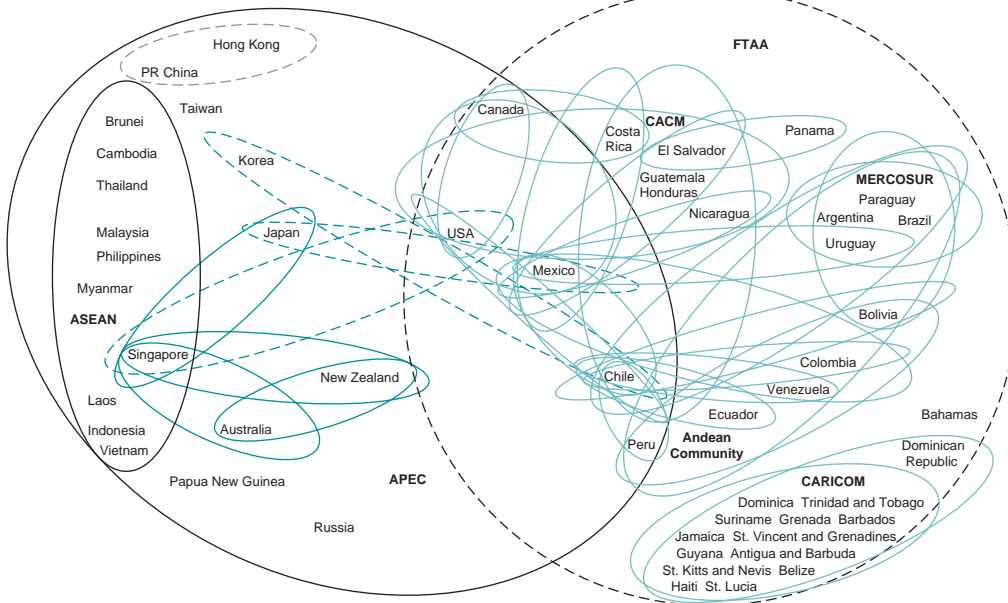 FTAA
Hong Kong
PR China
Taiwan
Brunei
Cambodia
Thailand
Malaysia
Philippines
Myanmar
ASEAN
Singapore
Laos
Indonesia
Vietnam
Korea
Japan
New Zealand
Australia
Papua New Guinea
APEC
Russia
Canada
USA
Mexico
Chile
Peru
Costa
Rica
CACM
El Salvador
Panama
Guatemala
Honduras
Nicaragua
MERCOSUR
Paraguay
Argentina Brazil
Uruguay
Bolivia
Colombia
Venezuela
Ecuador
Andean
Community
Bahamas
Dominican
Republic
CARICOM
Dominica Trinidad and Tobago
Suriname Grenada Barbados
Jamaica St. Vincent and Grenadines
Guyana Antigua and Barbuda
St. Kitts and Nevis Belize
Haiti St. Lucia